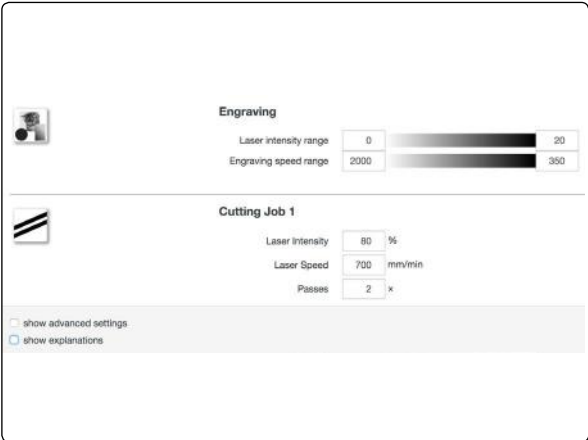 Engraving
Laser intensity range 0 20
Engraving speed range 2000 350
Cutting Job 1
Laser Intensity 80 %
Laser Speed 700 mm/min
Passes 2 x
show advanced settings
show explanations